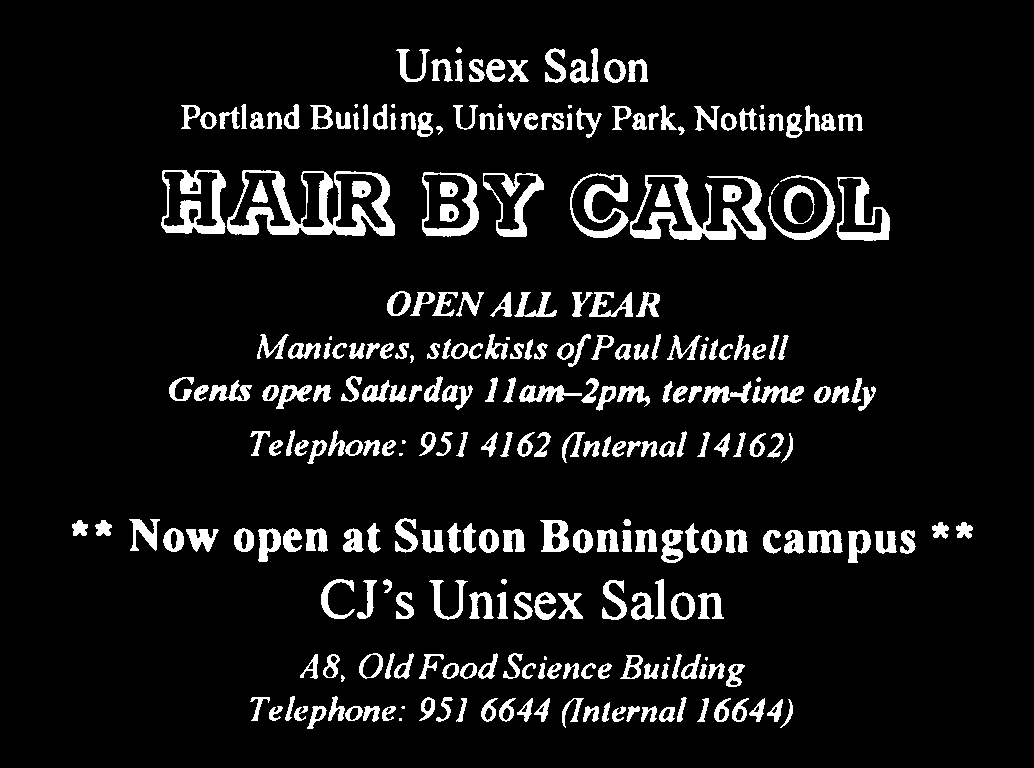 Unisex Salon
Portland Building, University Park, Nottingham
HAIR BY CAROL
OPEN ALL YEAR
Manicures, stockists of Paul Mitchell
Gents open Saturday 11am–2pm, term-time only
Telephone: 951 4162 (Internal 14162)
** Now open at Sutton Bonington campus **
CJ's Unisex Salon
A8, Old Food Science Building
Telephone: 951 6644 (Internal 16644)